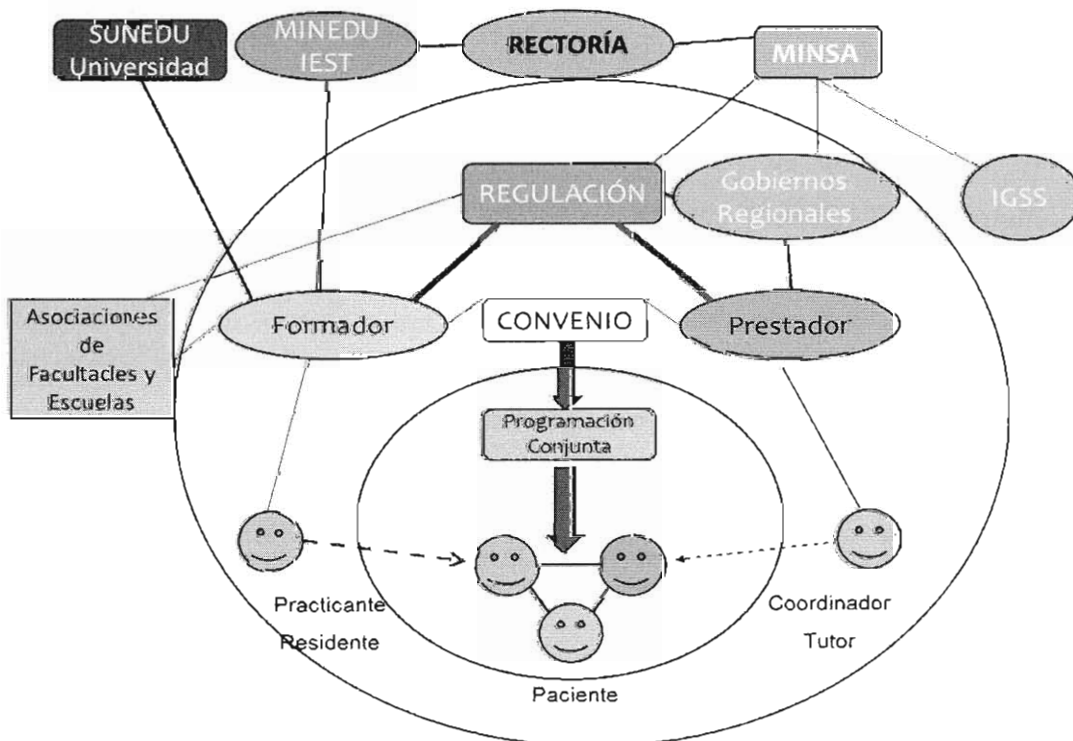 SUNEDU
Universidad
MINEDU
IEST
RECTORÍA
MINSA
REGULACIÓN
Gobiernos
Regionales
IGSS
Asociaciones
de
Facultades y
Escuelas
Formador
CONVENIO
Prestador
Programación
Conjunta
Practicante
Residente
Coordinador
Tutor
Paciente